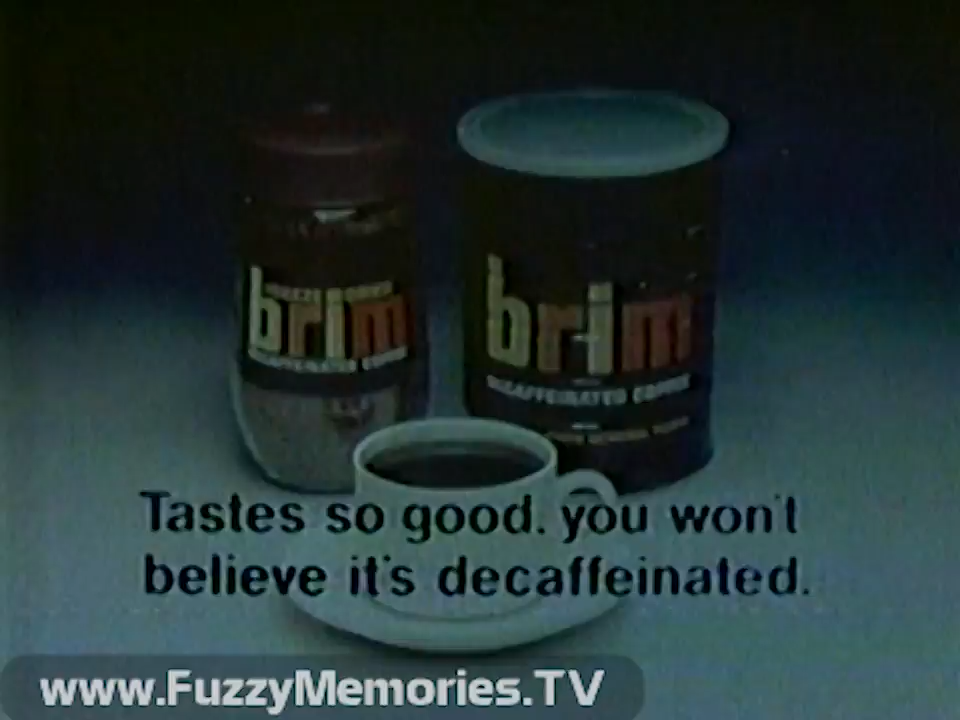 brim
DECAFFEINATED COFFEE
brim
DECAFFEINATED COFFEE
Tastes so good. you won't
believe it's decaffeinated.
www.FuzzyMemories.TV